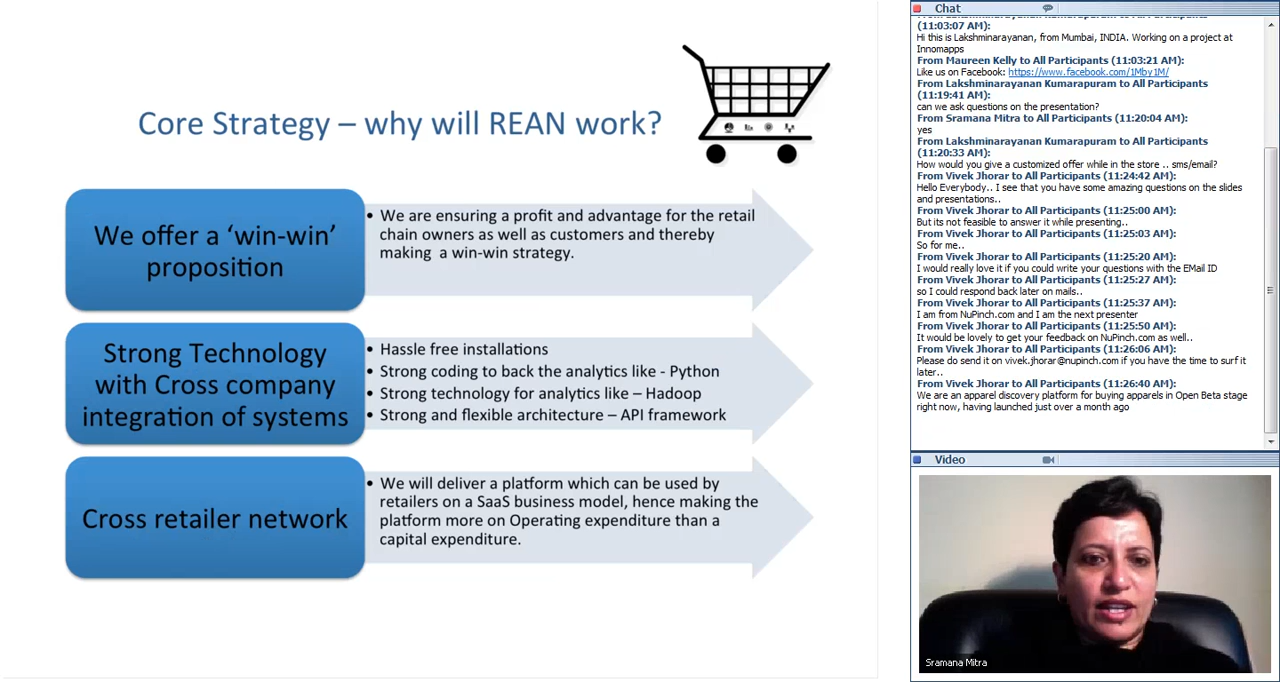 Core Strategy – why will REAN work?
We offer a ‘win-win’
proposition
• We are ensuring a profit and advantage for the retail
chain owners as well as customers and thereby
making a win-win strategy.
Strong Technology
with Cross company
integration of systems
• Hassle free installations
• Strong coding to back the analytics like - Python
• Strong technology for analytics like – Hadoop
• Strong and flexible architecture – API framework
Cross retailer network
• We will deliver a platform which can be used by
retailers on a SaaS business model, hence making the
platform more on Operating expenditure than a
capital expenditure.
Chat
From Lakshminarayanan Kumarapuram to All Participants
(11:03:07 AM):
Hi this is Lakshminarayanan, from Mumbai, INDIA. Working on a project at
Innomapps
From Maureen Kelly to All Participants (11:03:21 AM):
Like us on Facebook: https://www.facebook.com/1Mby1M/
From Lakshminarayanan Kumarapuram to All Participants
(11:19:41 AM):
can we ask questions on the presentation?
From Sramana Mitra to All Participants (11:20:04 AM):
yes
From Lakshminarayanan Kumarapuram to All Participants
(11:20:33 AM):
How would you give a customized offer while in the store .. sms/email?
From Vivek Jhorar to All Participants (11:24:42 AM):
Hello Everybody.. I see that you have some amazing questions on the slides
and presentations..
From Vivek Jhorar to All Participants (11:25:00 AM):
But its not feasible to answer it while presenting..
From Vivek Jhorar to All Participants (11:25:03 AM):
So for me..
From Vivek Jhorar to All Participants (11:25:20 AM):
I would really love it if you could write your questions with the EMail ID
From Vivek Jhorar to All Participants (11:25:27 AM):
so I could respond back later on mails..
From Vivek Jhorar to All Participants (11:25:37 AM):
I am from NuPinch.com and I am the next presenter
From Vivek Jhorar to All Participants (11:25:50 AM):
It would be lovely to get your feedback on NuPinch.com as well..
From Vivek Jhorar to All Participants (11:26:06 AM):
Please do send it on vivek.jhorar@nupinch.com if you have the time to surf it
later..
From Vivek Jhorar to All Participants (11:26:40 AM):
We are an apparel discovery platform for buying apparels in Open Beta stage
right now, having launched just over a month ago
Video
Sramana Mitra